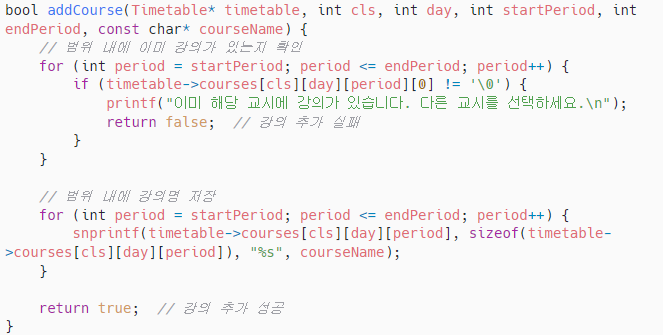 bool addCourse(Timetable* timetable, int cls, int day, int startPeriod, int
endPeriod, const char* courseName) {
    // 범위 내에 이미 강의가 있는지 확인
    for (int period = startPeriod; period <= endPeriod; period++) {
        if (timetable->courses[cls][day][period][0] != '\0') {
            printf("이미 해당 교시에 강의가 있습니다. 다른 교시를 선택하세요.\n");
            return false;  // 강의 추가 실패
        }
    }

    // 범위 내에 강의명 저장
    for (int period = startPeriod; period <= endPeriod; period++) {
        snprintf(timetable->courses[cls][day][period], sizeof(timetable-
>courses[cls][day][period]), "%s", courseName);
    }

    return true;  // 강의 추가 성공
}